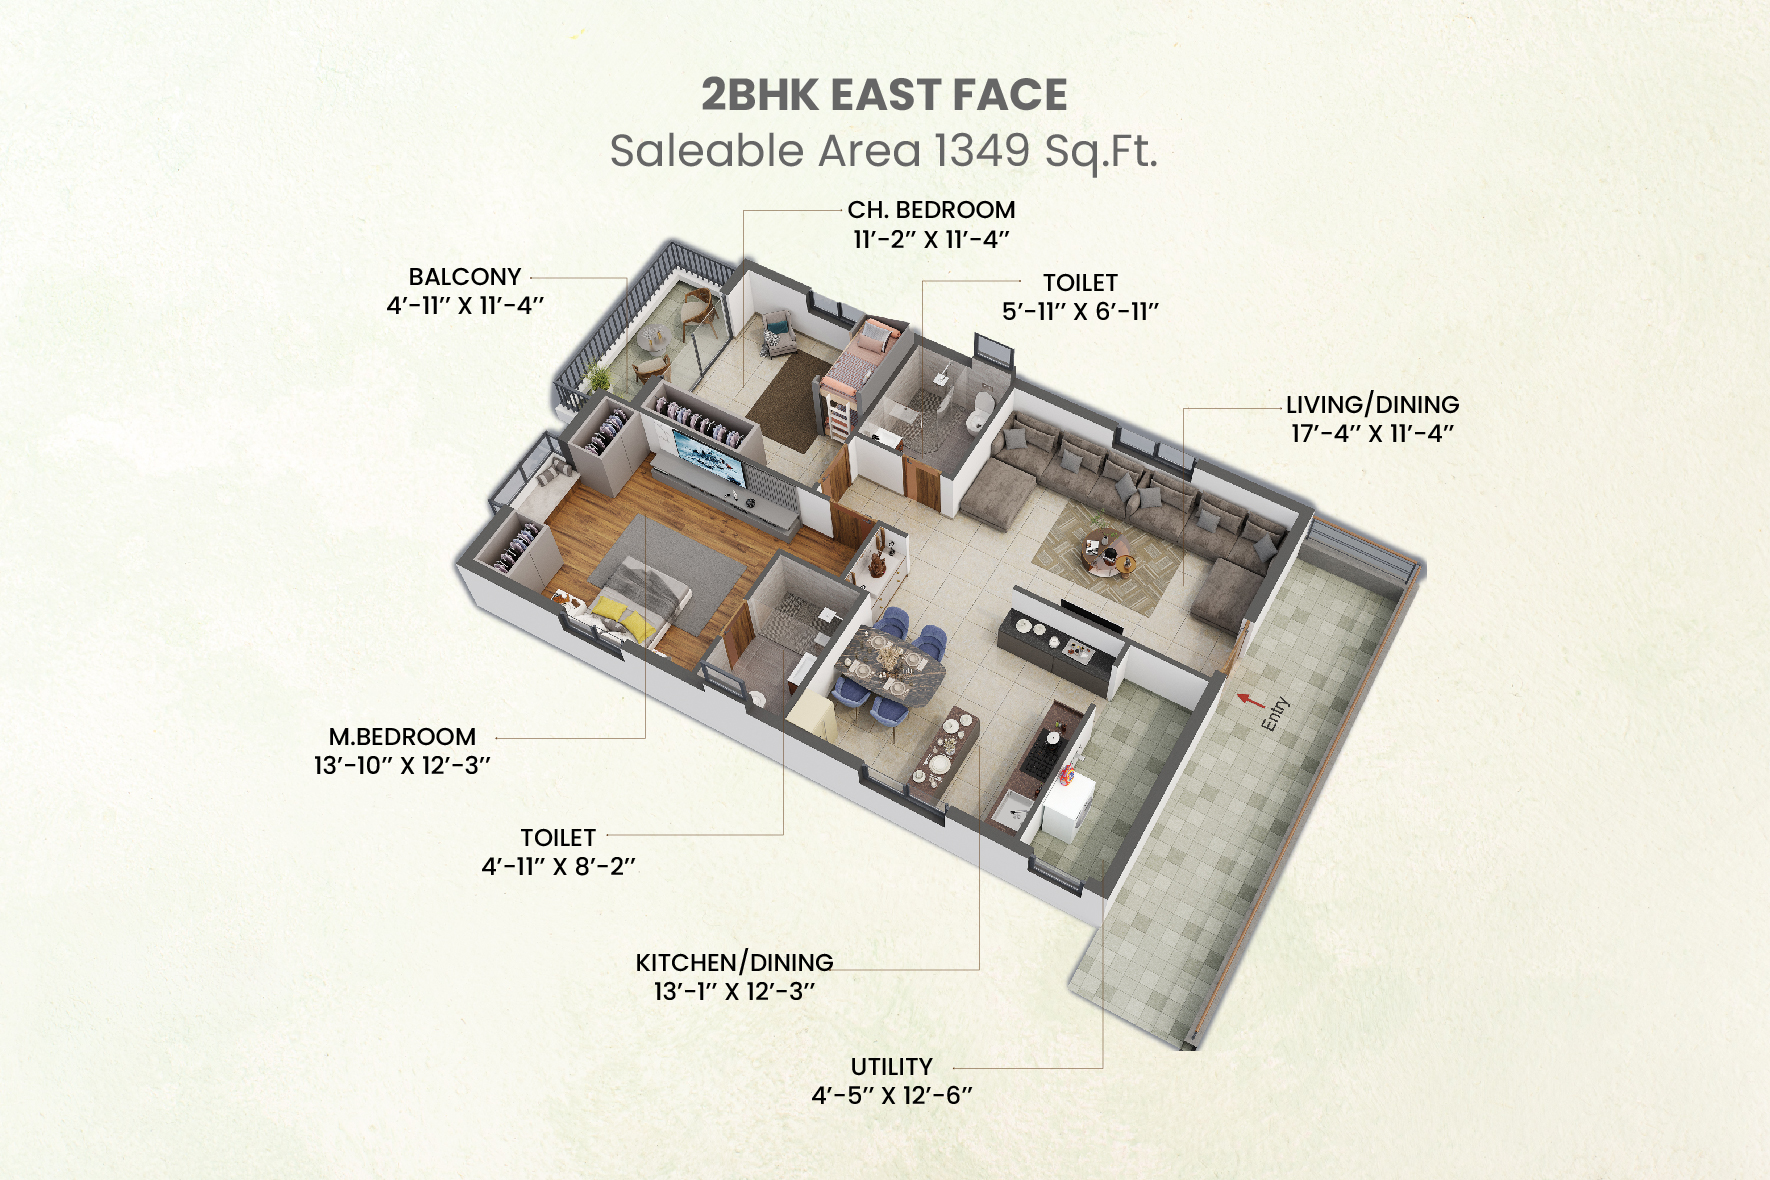 2BHK EAST FACE
Saleable Area 1349 Sq.Ft.
CH. BEDROOM
11’-2’’ X 11’-4’’
BALCONY
4’-11’’ X 11’-4’’
TOILET
5’-11’’ X 6’-11’’
LIVING/DINING
17’-4’’ X 11’-4’’
Entry
M.BEDROOM
13’-10’’ X 12’-3’’
TOILET
4’-11’’ X 8’-2’’
KITCHEN/DINING
13’-1’’ X 12’-3’’
UTILITY
4’-5’’ X 12’-6’’